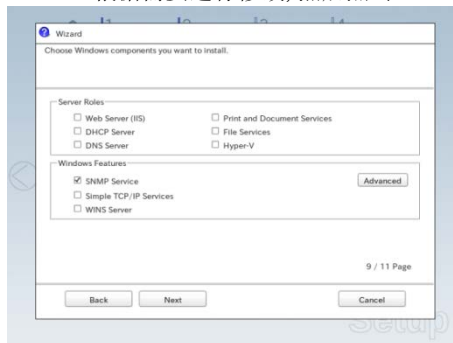 Wizard
Choose Windows components you want to install.
Server Roles
Web Server (IIS)
Print and Document Services
DHCP Server
File Services
DNS Server
Hyper-V
Windows Features
SNMP Service
Advanced
Simple TCP/IP Services
WINS Server
9 / 11 Page
Back
Next
Cancel
Setup